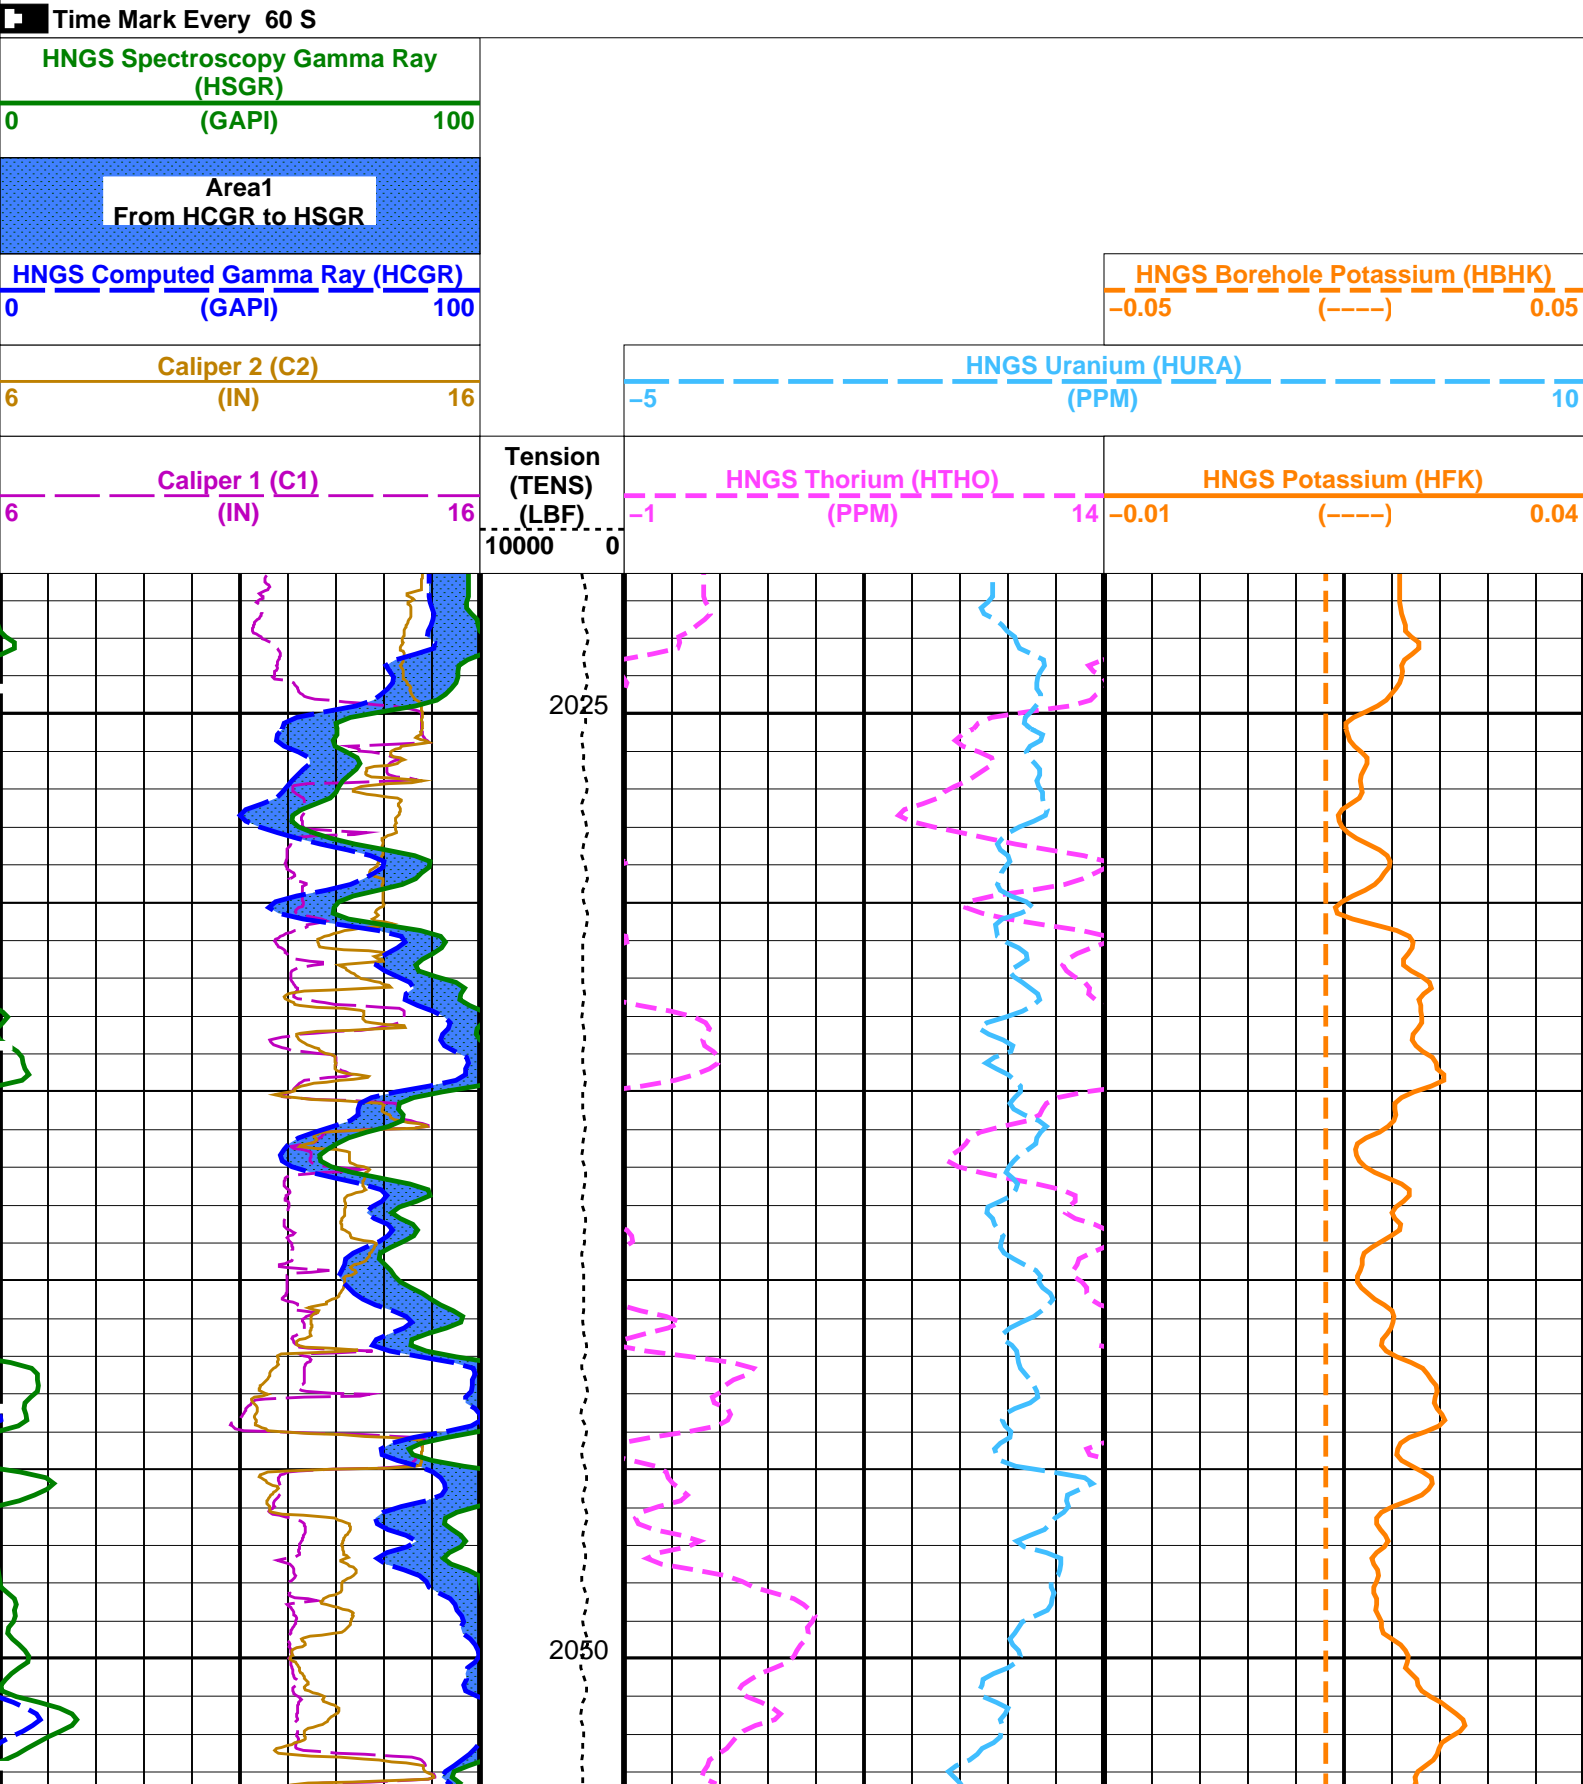 Time Mark Every 60 S
HNGS Spectroscopy Gamma Ray
(HSGR)
0 (GAPI) 100
Area1
From HCGR to HSGR
HNGS Computed Gamma Ray (HCGR)
0 (GAPI) 100
HNGS Borehole Potassium (HBHK)
−0.05 (−−−−) 0.05
Caliper 2 (C2)
6 (IN) 16
HNGS Uranium (HURA)
−5 (PPM) 10
Caliper 1 (C1)
6 (IN) 16
Tension
(TENS)
(LBF)
10000 0
HNGS Thorium (HTHO)
−1 (PPM) 14
HNGS Potassium (HFK)
−0.01 (−−−−) 0.04
2025
2050